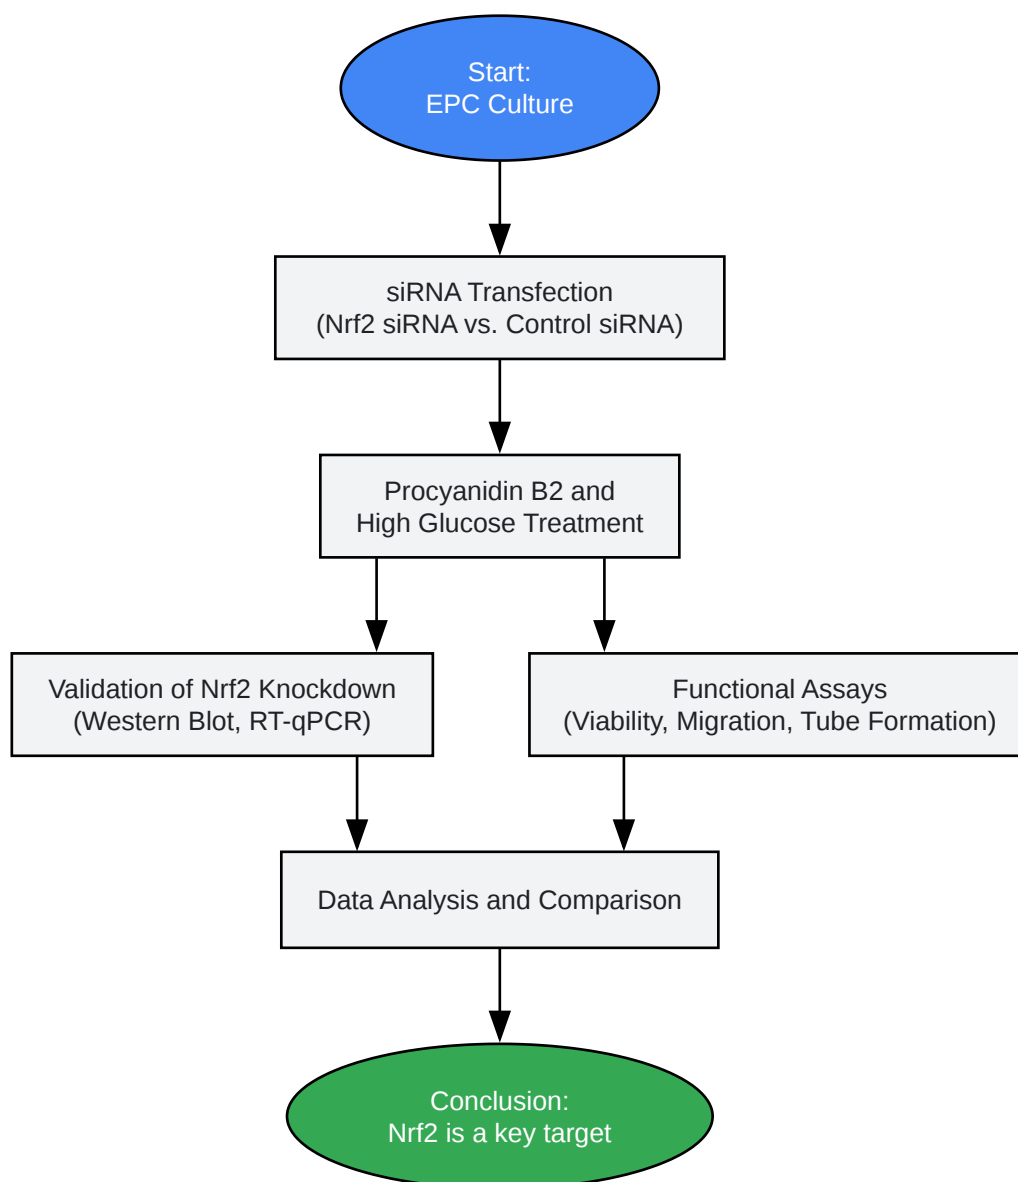 Start:
EPC Culture
siRNA Transfection
(Nrf2 siRNA vs. Control siRNA)
Procyanidin B2 and
High Glucose Treatment
Validation of Nrf2 Knockdown
(Western Blot, RT-qPCR)
Functional Assays
(Viability, Migration, Tube Formation)
Data Analysis and Comparison
Conclusion:
Nrf2 is a key target